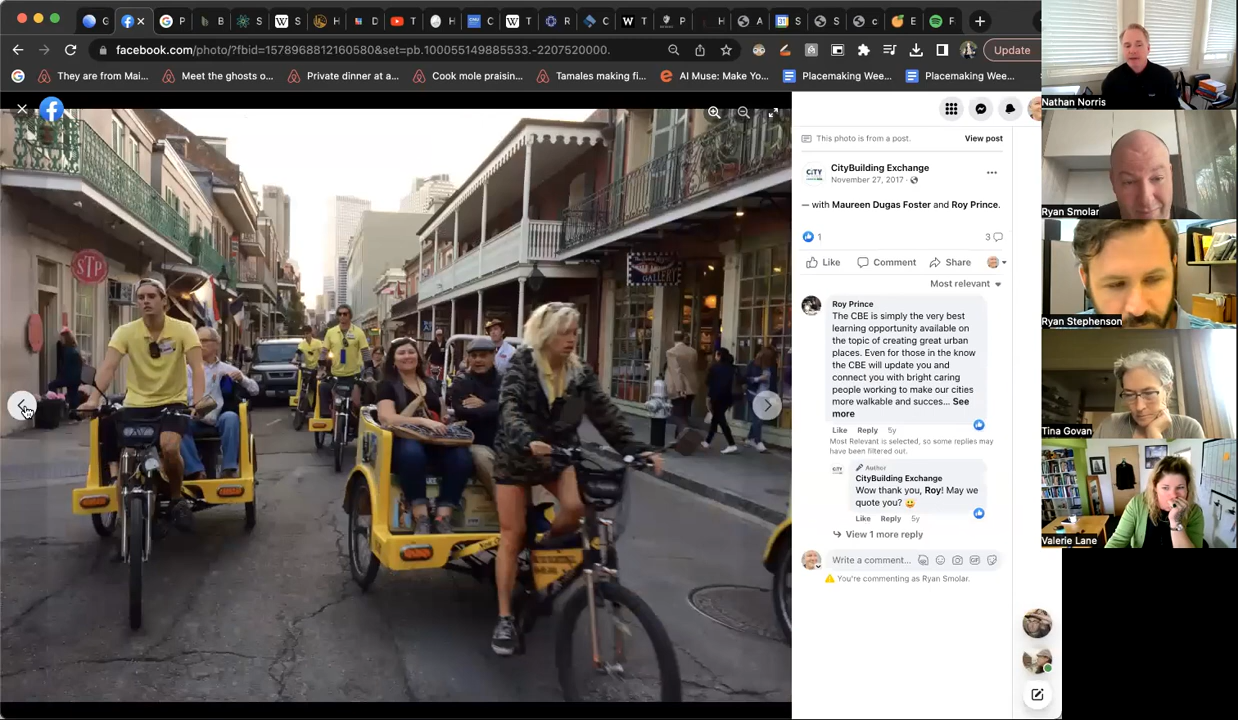 G
f
G P
B
S
W S
H
D
T
H
S
W T
R
C
W T
P
H
A
S
S
c
E
F
facebook.com/photo/?fbid=1578968812160580&set=pb.100055149885533.-2207520000.
Update
They are from Mai...
Meet the ghosts o...
Private dinner at a...
Cook mole praisin...
Tamales making fi...
AI Muse: Make Yo...
Placemaking Wee...
Placemaking Wee...
STP
GALLERY
This photo is from a post.
View post
CiTY
CityBuilding Exchange
November 27, 2017 ·
— with Maureen Dugas Foster and Roy Prince.
1
3
Like
Comment
Share
Most relevant
Roy Prince
The CBE is simply the very best
learning opportunity available on
the topic of creating great urban
places. Even for those in the know
the CBE will update you and
connect you with bright caring
people working to make our cities
more walkable and succes... See
more
Like Reply 5y
Most Relevant is selected, so some replies may
have been filtered out.
Author
CityBuilding Exchange
Wow thank you, Roy! May we
quote you? 😃
Like Reply 5y
View 1 more reply
Write a comment...
You're commenting as Ryan Smolar.
Nathan Norris
Ryan Smolar
Ryan Stephenson
Tina Govan
Valerie Lane